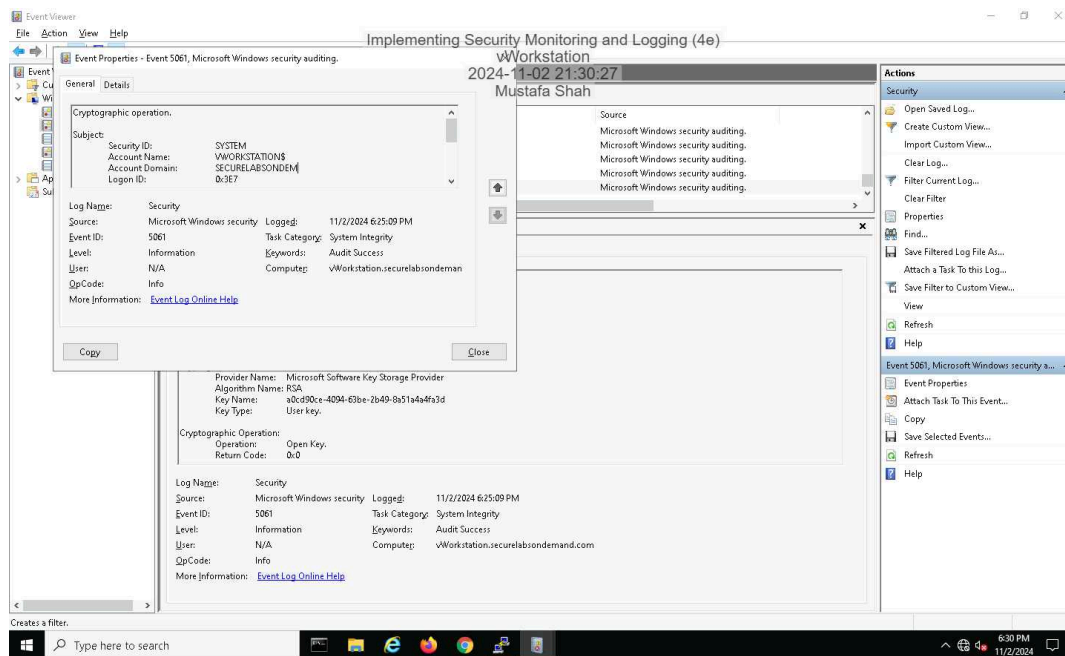 Event Viewer
File Action View Help
Implementing Security Monitoring and Logging (4e)
vWorkstation
2024-11-02 21:30:27
Mustafa Shah
Event Properties - Event 5061, Microsoft Windows security auditing.
General Details
Cryptographic operation.
Subject:
Security ID: SYSTEM
Account Name: VWORKSTATION$
Account Domain: SECURELABSONDEM
Logon ID: 0x3E7
Log Name: Security
Source: Microsoft Windows security Logged: 11/2/2024 6:25:09 PM
Event ID: 5061 Task Category: System Integrity
Level: Information Keywords: Audit Success
User: N/A Computer: vWorkstation.securelabsondeman
OpCode: Info
More Information: Event Log Online Help
Copy Close
Event
Cu
Wi
Ap
Su
Source
Microsoft Windows security auditing.
Microsoft Windows security auditing.
Microsoft Windows security auditing.
Microsoft Windows security auditing.
Microsoft Windows security auditing.
Provider Name: Microsoft Software Key Storage Provider
Algorithm Name: RSA
Key Name: a0cd90ce-4094-63be-2b49-8a51a4a4fa3d
Key Type: User key.
Cryptographic Operation:
Operation: Open Key.
Return Code: 0x0
Log Name: Security
Source: Microsoft Windows security Logged: 11/2/2024 6:25:09 PM
Event ID: 5061 Task Category: System Integrity
Level: Information Keywords: Audit Success
User: N/A Computer: vWorkstation.securelabsondemand.com
OpCode: Info
More Information: Event Log Online Help
Actions
Security
Open Saved Log...
Create Custom View...
Import Custom View...
Clear Log...
Filter Current Log...
Clear Filter
Properties
Find...
Save Filtered Log File As...
Attach a Task To this Log...
Save Filter to Custom View...
View
Refresh
Help
Event 5061, Microsoft Windows security a...
Event Properties
Attach Task To This Event...
Copy
Save Selected Events...
Refresh
Help
Creates a filter.
Type here to search
6:30 PM
11/2/2024